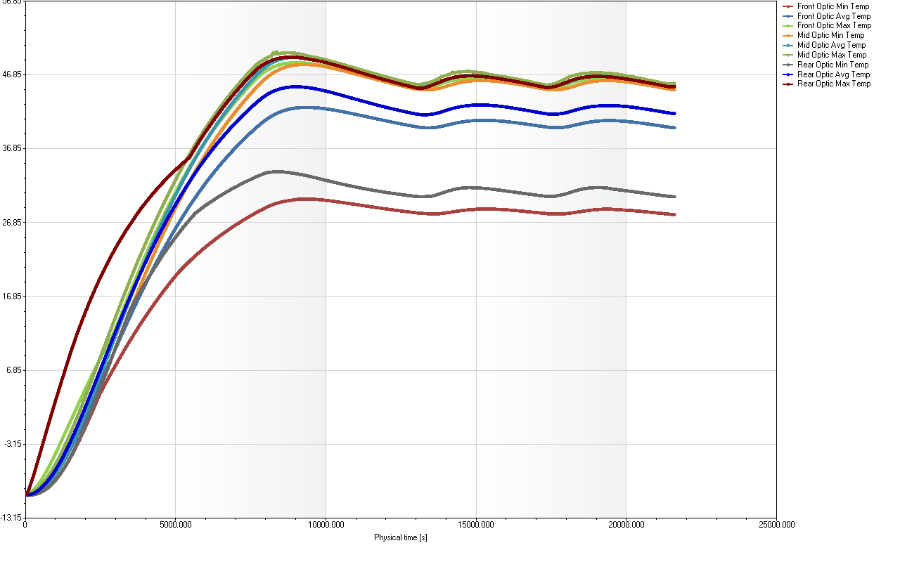 56.85
46.85
36.85
26.85
16.85
6.85
-3.15
-13.15
0 5000.000 10000.000 15000.000 20000.000 25000.000
Physical time [s]
Front Optic Min Temp
Front Optic Avg Temp
Front Optic Max Temp
Mid Optic Min Temp
Mid Optic Avg Temp
Mid Optic Max Temp
Rear Optic Min Temp
Rear Optic Avg Temp
Rear Optic Max Temp